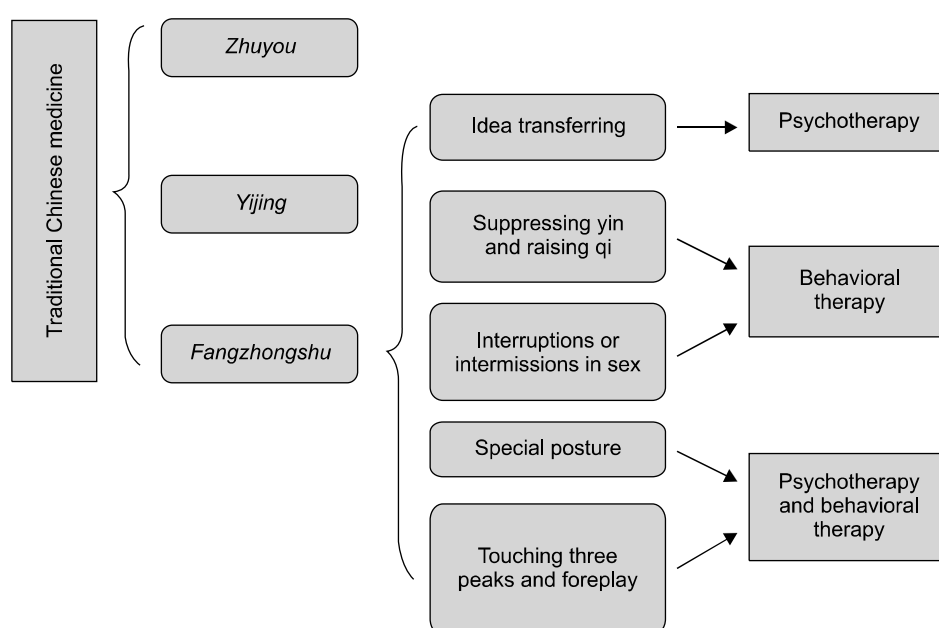 Traditional Chinese medicine
Zhuyou
Yijing
Fangzhongshu
Idea transferring
Suppressing yin
and raising qi
Interruptions or
intermissions in sex
Special posture
Touching three
peaks and foreplay
Psychotherapy
Behavioral
therapy
Psychotherapy
and behavioral
therapy